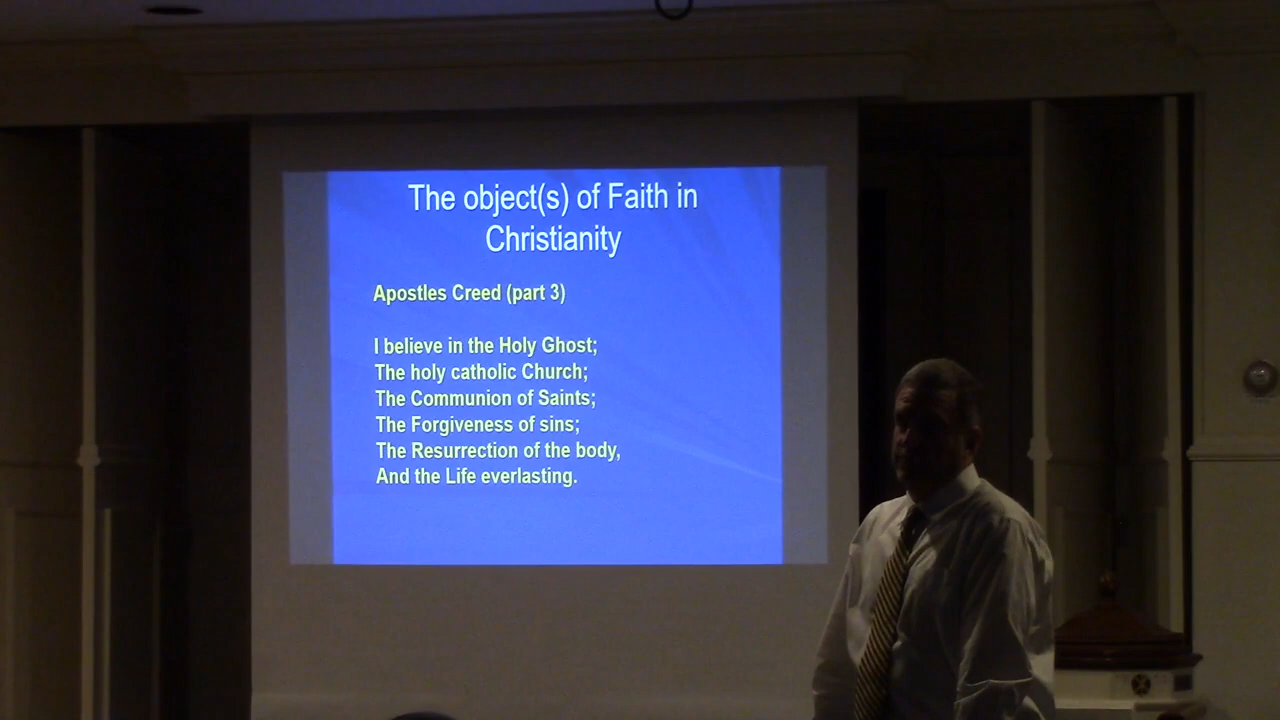 The object(s) of Faith in
Christianity
Apostles Creed (part 3)
I believe in the Holy Ghost;
The holy catholic Church;
The Communion of Saints;
The Forgiveness of sins;
The Resurrection of the body,
And the Life everlasting.